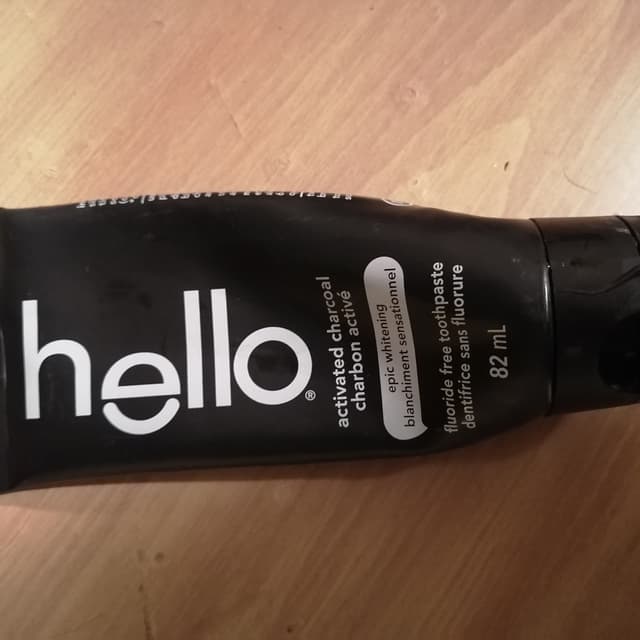 hello®
activated charcoal
charbon activé
epic whitening
blanchiment sensationnel
fluoride free toothpaste
dentifrice sans fluorure
82 mL